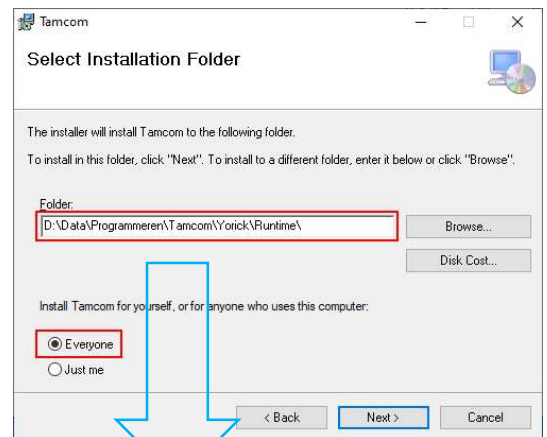 Tamcom
Select Installation Folder
The installer will install Tamcom to the following folder.
To install in this folder, click "Next". To install to a different folder, enter it below or click "Browse".
Folder:
D:\Data\Programmeren\Tamcom\Yorick\Runtime\
Browse...
Disk Cost...
Install Tamcom for yourself, or for anyone who uses this computer:
Everyone
Just me
< Back
Next >
Cancel